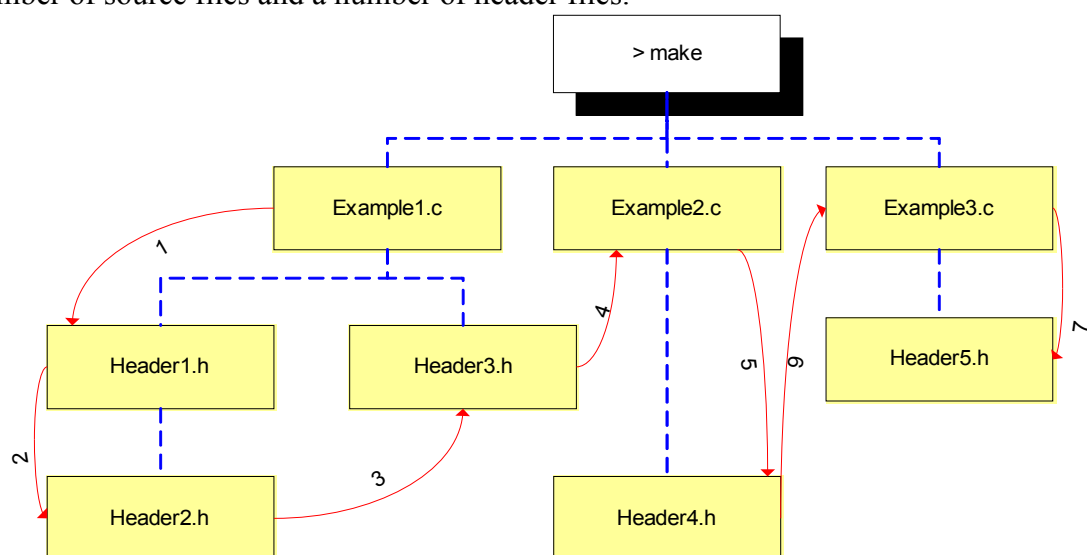 number of source files and a number of header files.
> make
Example1.c
Example2.c
Example3.c
1
4
5
6
7
Header1.h
Header3.h
Header5.h
2
3
Header2.h
Header4.h